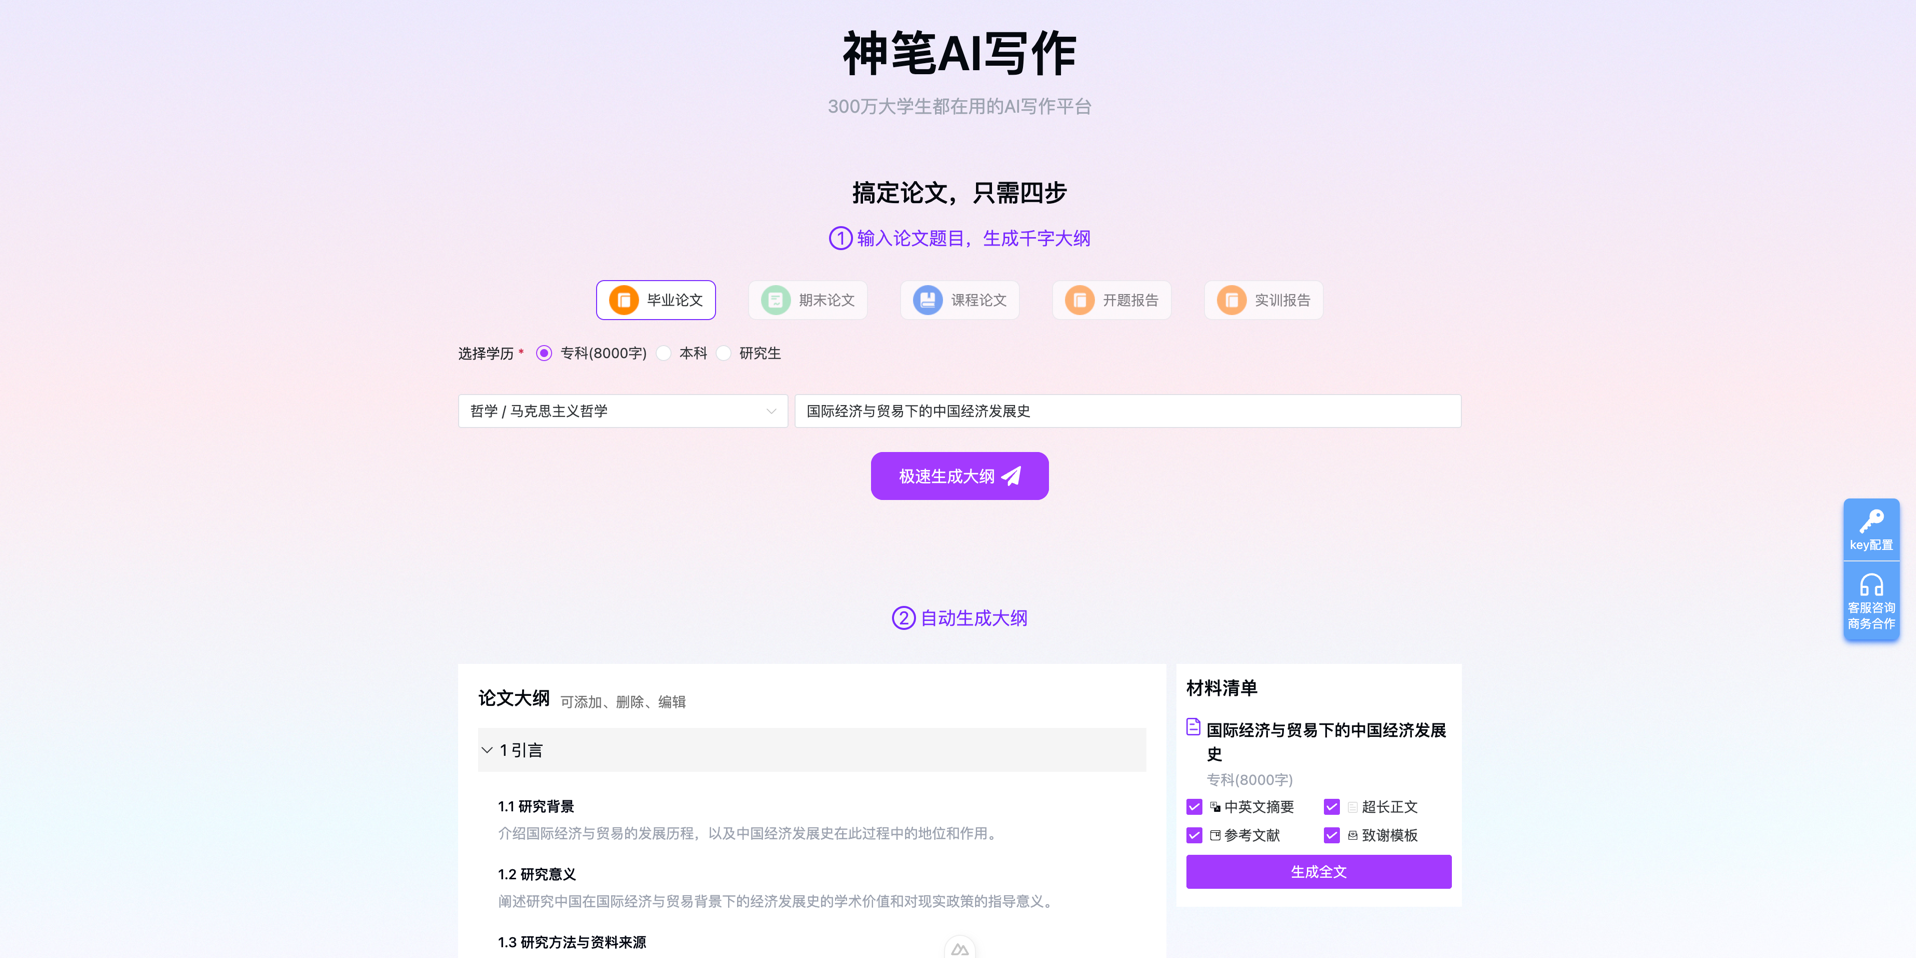 神笔AI写作
300万大学生都在用的AI写作平台
搞定论文，只需四步
① 输入论文题目，生成千字大纲
毕业论文
期末论文
课程论文
开题报告
实训报告
选择学历 * 专科(8000字) 本科 研究生
哲学 / 马克思主义哲学
国际经济与贸易下的中国经济发展史
极速生成大纲
key配置
客服咨询
商务合作
② 自动生成大纲
论文大纲 可添加、删除、编辑
1 引言
1.1 研究背景
介绍国际经济与贸易的发展历程，以及中国经济发展史在此过程中的地位和作用。
1.2 研究意义
阐述研究中国在国际经济与贸易背景下的经济发展史的学术价值和对现实政策的指导意义。
1.3 研究方法与资料来源
材料清单
国际经济与贸易下的中国经济发展
史
专科(8000字)
中英文摘要 超长正文
参考文献 致谢模板
生成全文